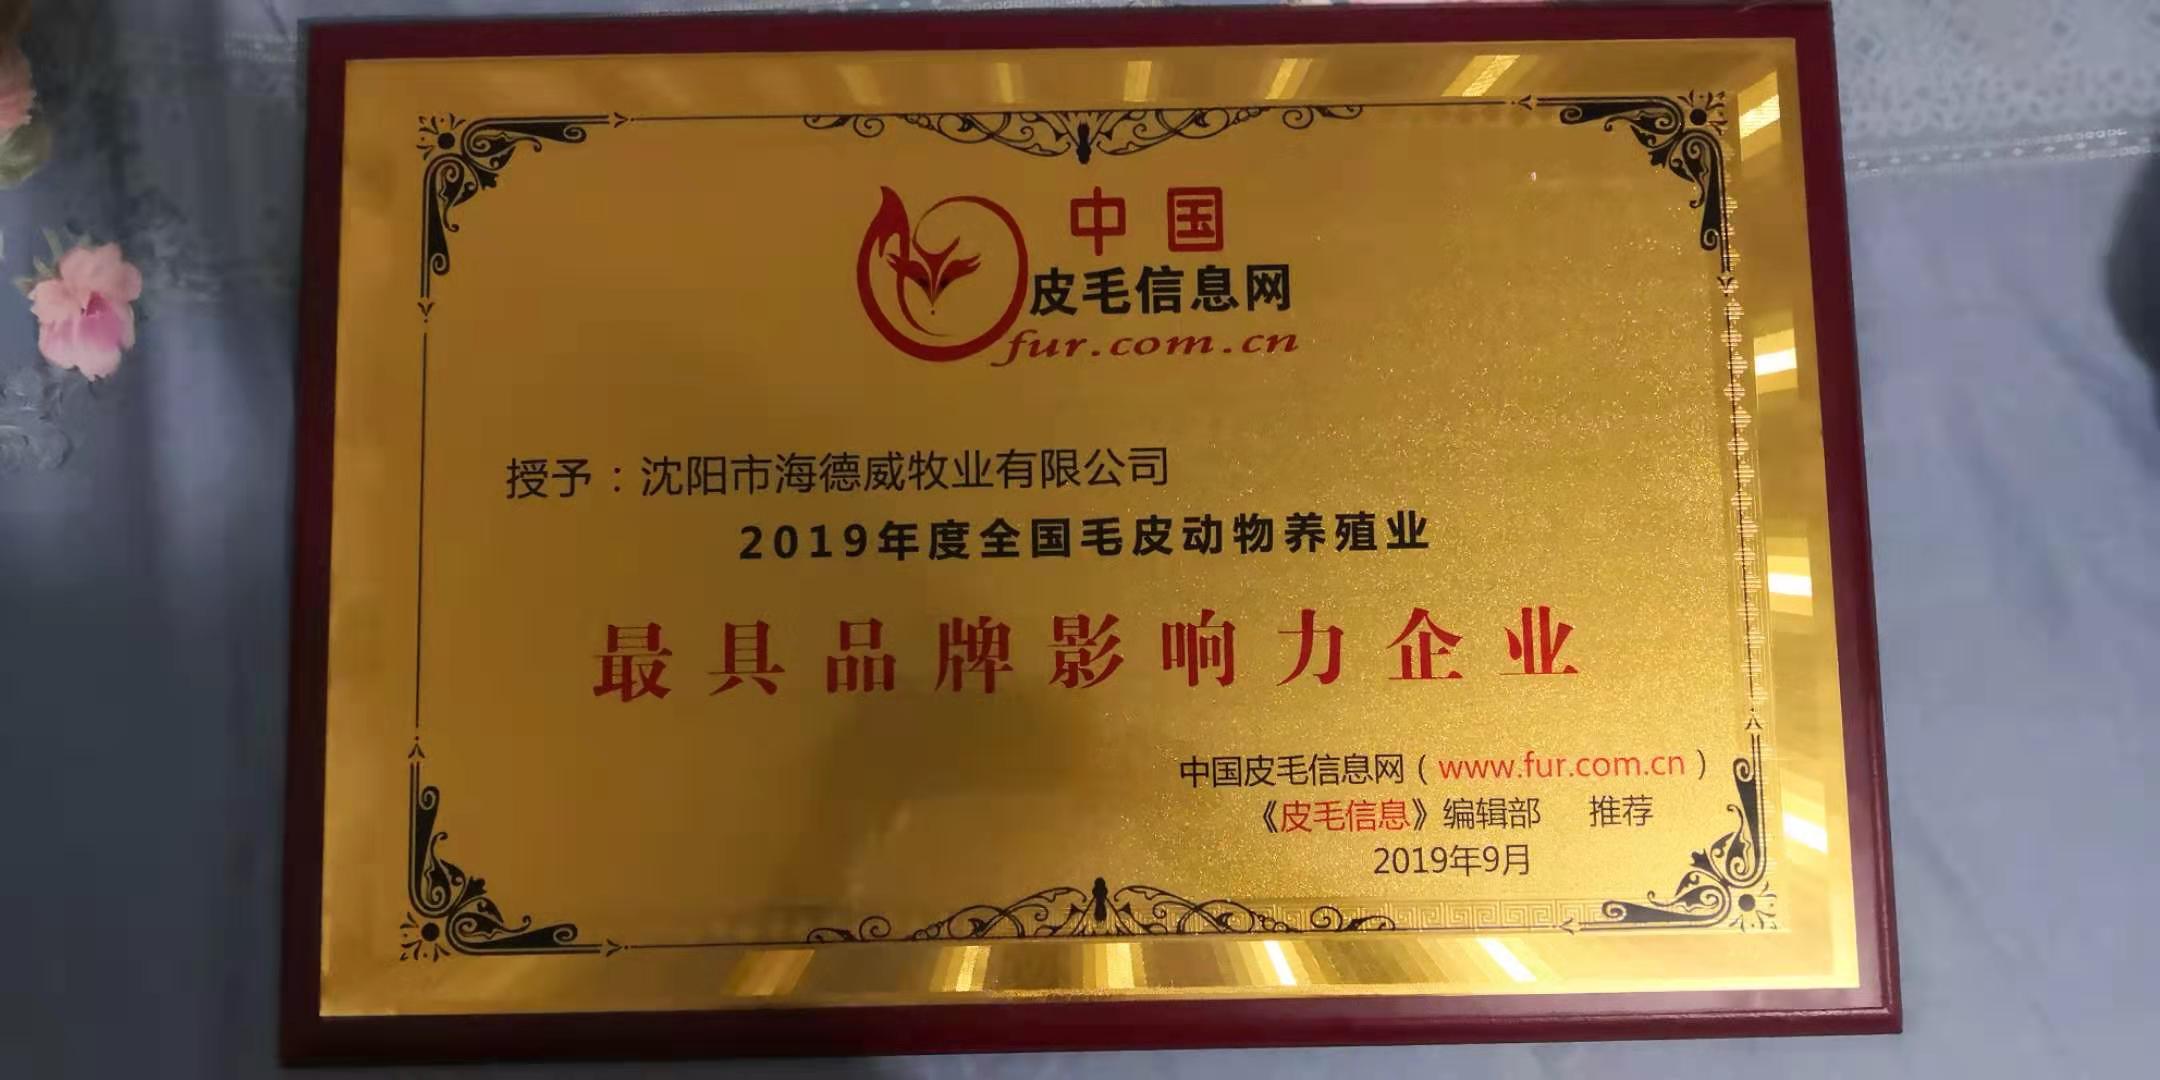 中国
皮毛信息网
fur.com.cn
授予：沈阳市海德威牧业有限公司
2019年度全国毛皮动物养殖业
最具品牌影响力企业
中国皮毛信息网（www.fur.com.cn）
《皮毛信息》编辑部 推荐
2019年9月